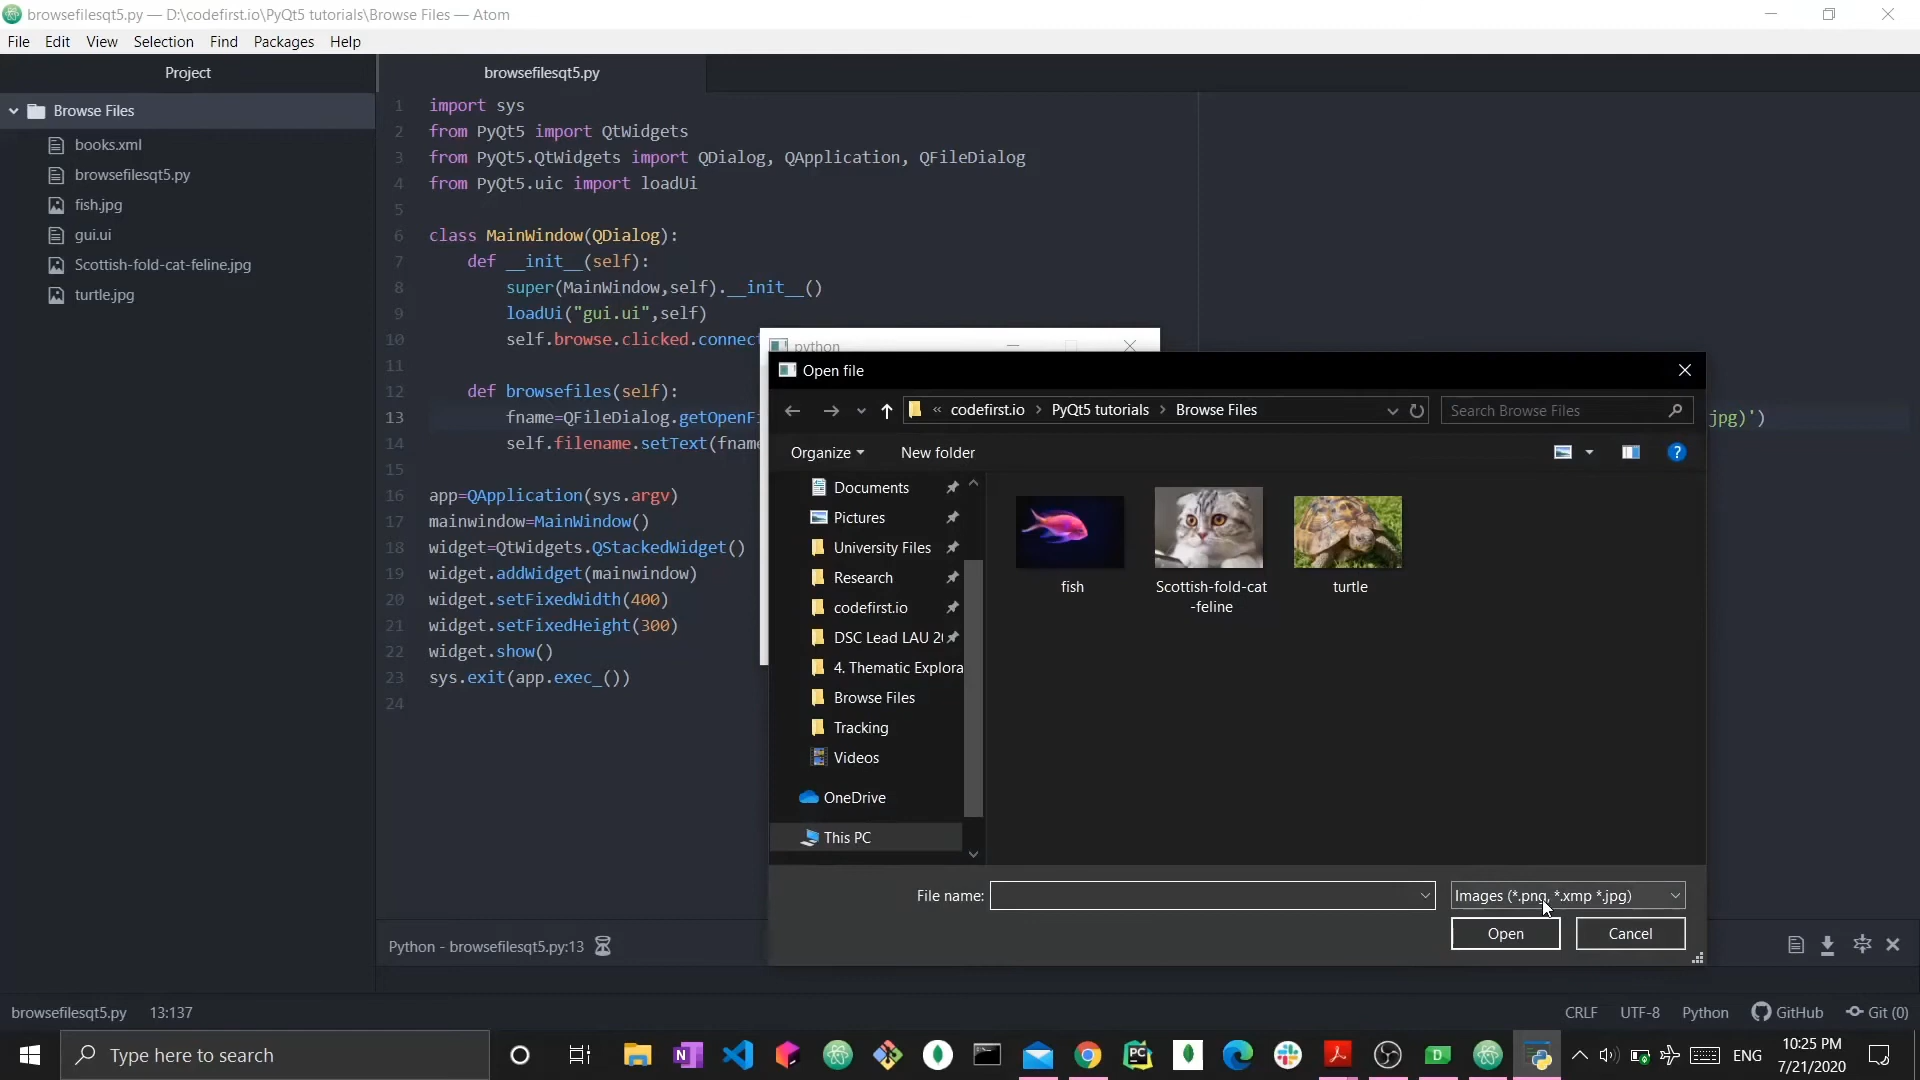 browsefilesqt5.py — D:\codefirst.io\PyQt5 tutorials\Browse Files — Atom
File Edit View Selection Find Packages Help
Project
browsefilesqt5.py
Browse Files
books.xml
browsefilesqt5.py
fish.jpg
gui.ui
Scottish-fold-cat-feline.jpg
turtle.jpg
1 import sys
2 from PyQt5 import QtWidgets
3 from PyQt5.QtWidgets import QDialog, QApplication, QFileDialog
4 from PyQt5.uic import loadUi
5
6 class MainWindow(QDialog):
7 def __init__(self):
8 super(MainWindow,self).__init__()
9 loadUi("gui.ui",self)
10 self.browse.clicked.connect
11
12 def browsefiles(self):
13 fname=QFileDialog.getOpenFi jpg)')
14 self.filename.setText(fname
15
16 app=QApplication(sys.argv)
17 mainwindow=MainWindow()
18 widget=QtWidgets.QStackedWidget()
19 widget.addWidget(mainwindow)
20 widget.setFixedWidth(400)
21 widget.setFixedHeight(300)
22 widget.show()
23 sys.exit(app.exec_())
24
python
Open file
« codefirst.io › PyQt5 tutorials › Browse Files
Search Browse Files
Organize New folder
Documents
Pictures
University Files
Research
codefirst.io
DSC Lead LAU 2
4. Thematic Explora
Browse Files
Tracking
Videos
OneDrive
This PC
fish
Scottish-fold-cat
-feline
turtle
File name:
Images (*.png, *.xmp *.jpg)
Open Cancel
Python - browsefilesqt5.py:13
browsefilesqt5.py 13:137
CRLF UTF-8 Python GitHub Git (0)
Type here to search
ENG
10:25 PM
7/21/2020